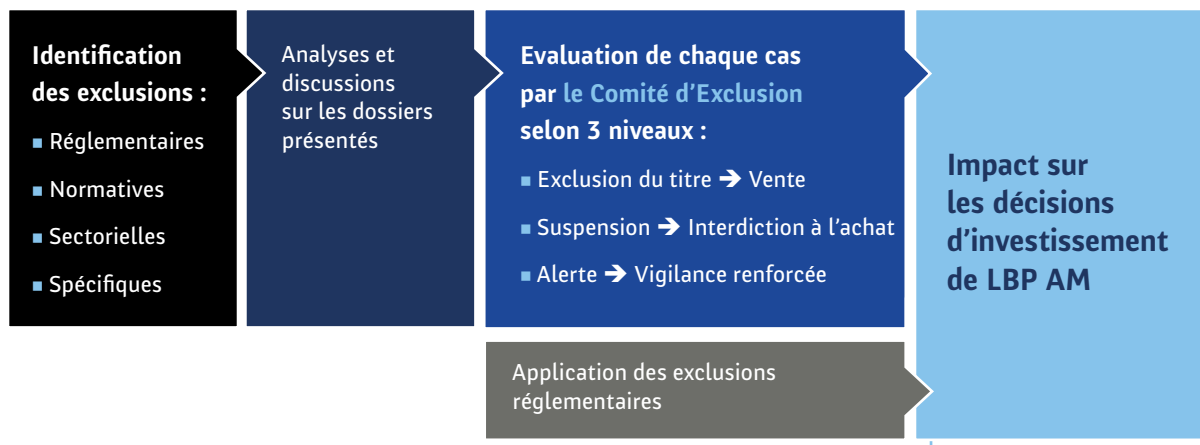 Identification
des exclusions :
▪ Réglementaires
▪ Normatives
▪ Sectorielles
▪ Spécifiques
Analyses et
discussions
sur les dossiers
présentés
Evaluation de chaque cas
par le Comité d’Exclusion
selon 3 niveaux :
▪ Exclusion du titre ➔ Vente
▪ Suspension ➔ Interdiction à l’achat
▪ Alerte ➔ Vigilance renforcée
Application des exclusions
réglementaires
Impact sur
les décisions
d’investissement
de LBP AM